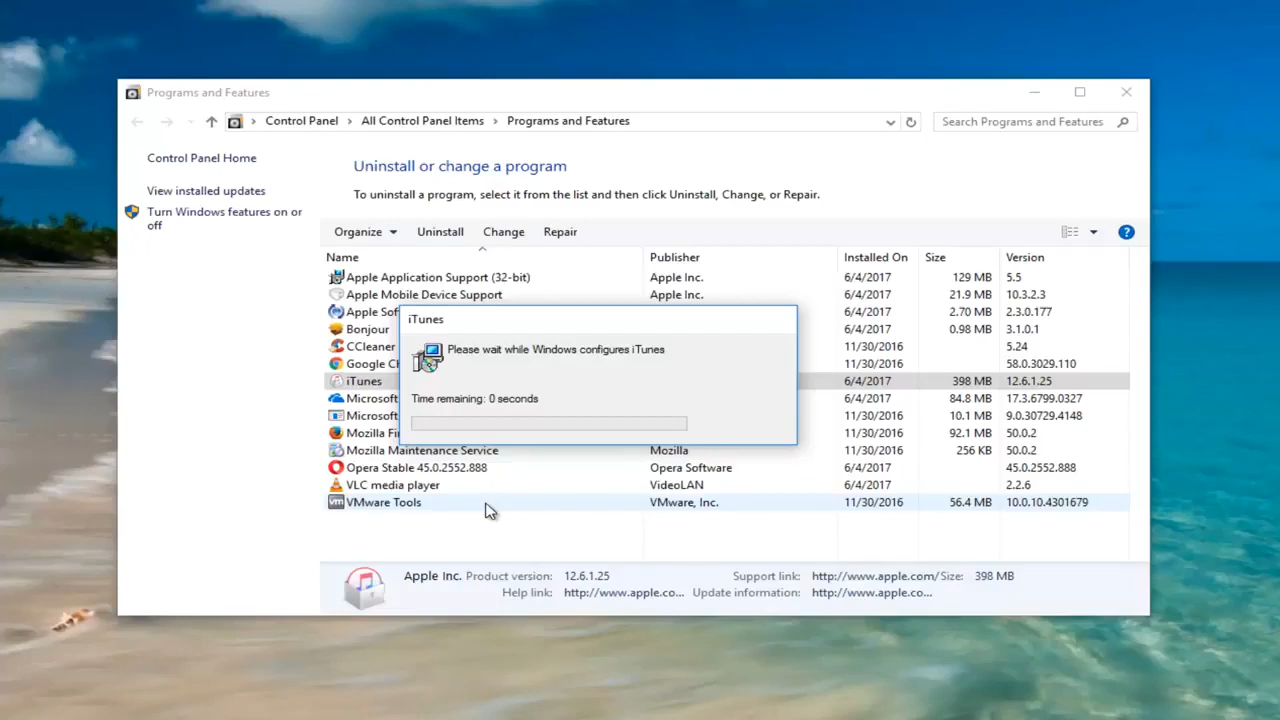 Programs and Features
Control Panel > All Control Panel Items > Programs and Features
Search Programs and Features
Control Panel Home
View installed updates
Turn Windows features on or off
Uninstall or change a program
To uninstall a program, select it from the list and then click Uninstall, Change, or Repair.
Organize Uninstall Change Repair
Name Publisher Installed On Size Version
Apple Application Support (32-bit) Apple Inc. 6/4/2017 129 MB 5.5
Apple Mobile Device Support Apple Inc. 6/4/2017 21.9 MB 10.3.2.3
Apple Sof 6/4/2017 2.70 MB 2.3.0.177
Bonjour 6/4/2017 0.98 MB 3.1.0.1
CCleaner 11/30/2016 5.24
Google Ch 11/30/2016 58.0.3029.110
iTunes 6/4/2017 398 MB 12.6.1.25
Microsoft 6/4/2017 84.8 MB 17.3.6799.0327
Microsoft 11/30/2016 10.1 MB 9.0.30729.4148
Mozilla Fi 11/30/2016 92.1 MB 50.0.2
Mozilla Maintenance Service Mozilla 11/30/2016 256 KB 50.0.2
Opera Stable 45.0.2552.888 Opera Software 6/4/2017 45.0.2552.888
VLC media player VideoLAN 6/4/2017 2.2.6
VMware Tools VMware, Inc. 11/30/2016 56.4 MB 10.0.10.4301679
iTunes
Please wait while Windows configures iTunes
Time remaining: 0 seconds
Apple Inc. Product version: 12.6.1.25 Support link: http://www.apple.com/ Size: 398 MB
Help link: http://www.apple.co... Update information: http://www.apple.co...